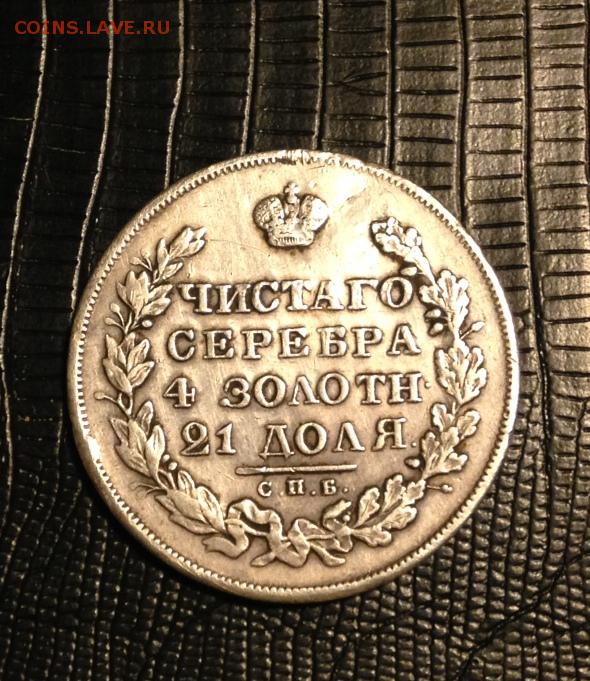 COINS.LAVE.RU
ЧИСТАГО
СЕРЕБРА
4 ЗОЛОТН.
21 ДОЛЯ.
С.П.Б.